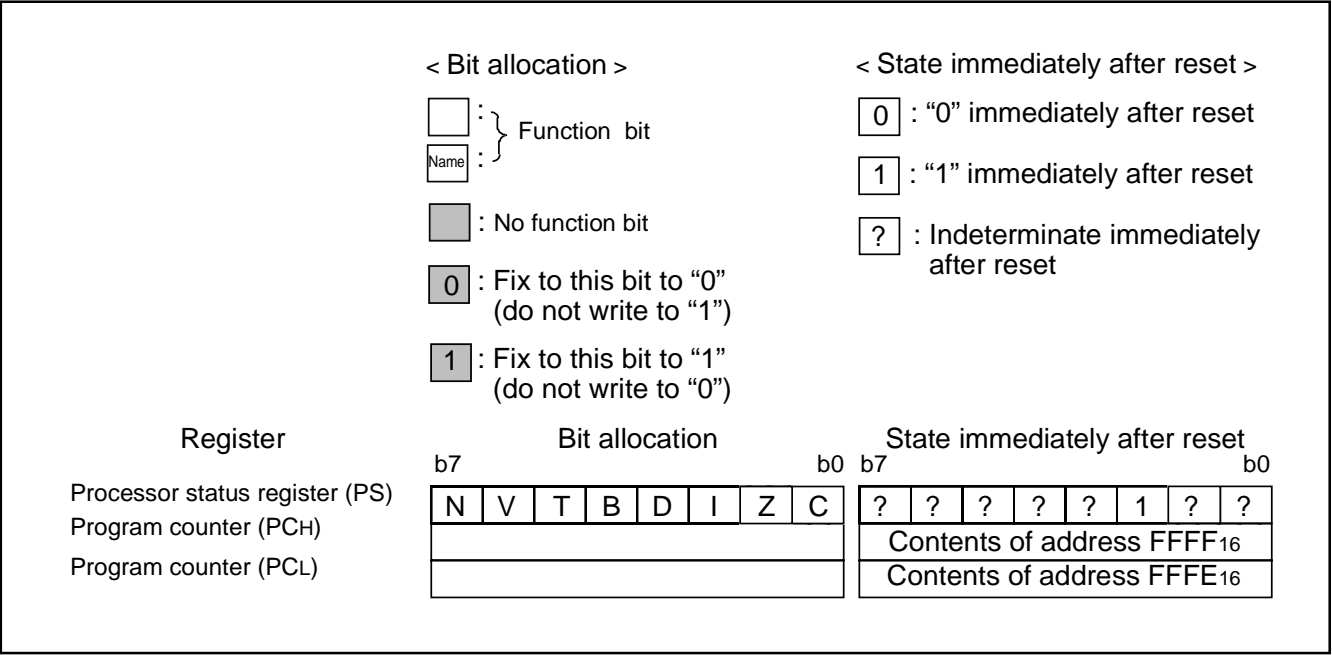 < Bit allocation > < State immediately after reset >
:
Function bit
Name :
: No function bit
0 : Fix to this bit to “0”
(do not write to “1”)
1 : Fix to this bit to “1”
(do not write to “0”)
0 : “0” immediately after reset
1 : “1” immediately after reset
? : Indeterminate immediately
after reset
Register Bit allocation State immediately after reset
b7 b0 b7 b0
Processor status register (PS) N V T B D I Z C ? ? ? ? ? 1 ? ?
Program counter (PCH) Contents of address FFFF16
Program counter (PCL) Contents of address FFFE16